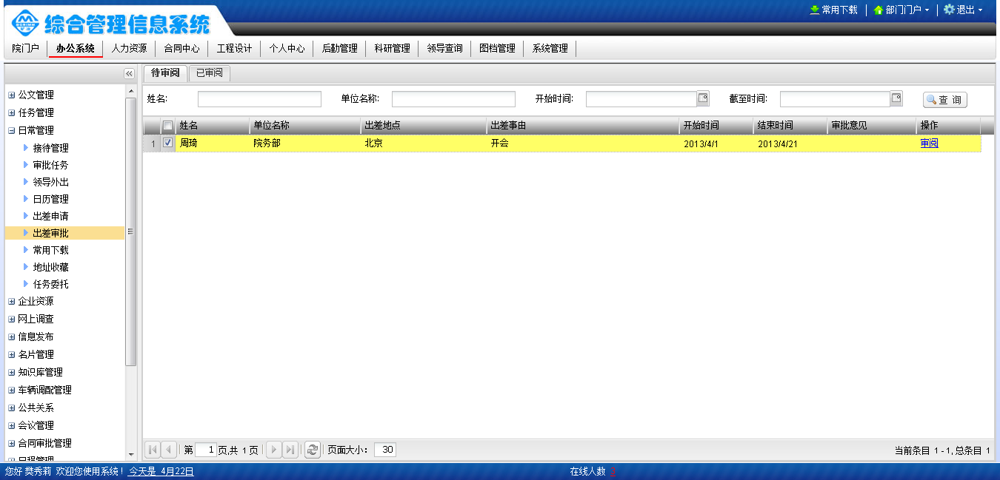 常用下载 部门门户 退出
综合管理信息系统
院门户 办公系统 人力资源 合同中心 工程设计 个人中心 后勤管理 科研管理 领导查询 图档管理 系统管理
待审阅 已审阅
姓名: 单位名称: 开始时间: 截至时间: 查 询
姓名 单位名称 出差地点 出差事由 开始时间 结束时间 审批意见 操作
1 周琦 院务部 北京 开会 2013/4/1 2013/4/21 审阅
公文管理
任务管理
日常管理
接待管理
审批任务
领导外出
日历管理
出差申请
出差审批
常用下载
地址收藏
任务委托
企业资源
网上调查
信息发布
名片管理
知识库管理
车辆调配管理
公共关系
会议管理
合同审批管理
日程管理
第 1 页,共 1 页 页面大小: 30 当前条目 1 - 1, 总条目 1
您好 樊秀莉 欢迎您使用系统! 今天是 4月22日 在线人数